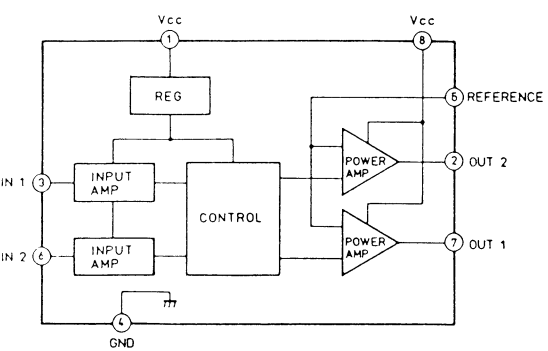 Vcc
Vcc
1
8
REG
5 REFERENCE
IN 1 3
INPUT
AMP
POWER
AMP
2 OUT 2
CONTROL
IN 2 6
INPUT
AMP
POWER
AMP
7 OUT 1
4
GND